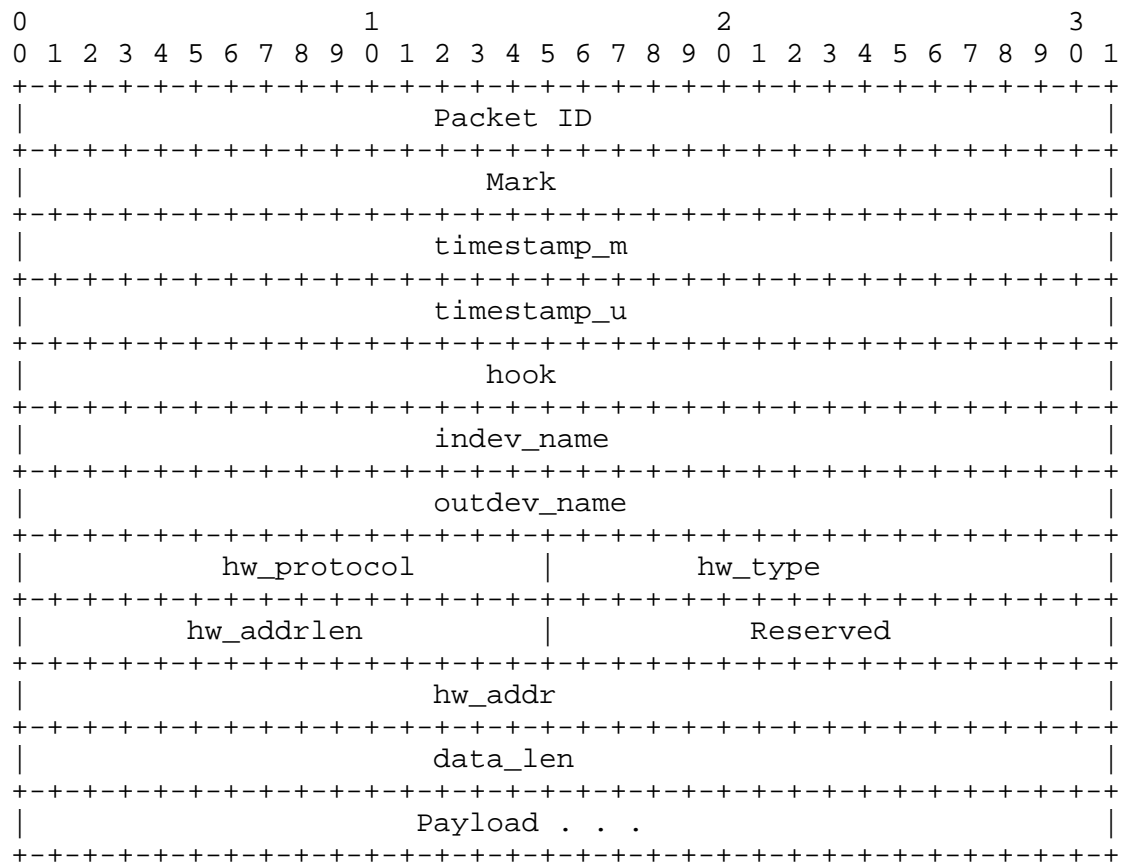 0                   1                   2                   3
0 1 2 3 4 5 6 7 8 9 0 1 2 3 4 5 6 7 8 9 0 1 2 3 4 5 6 7 8 9 0 1
+-+-+-+-+-+-+-+-+-+-+-+-+-+-+-+-+-+-+-+-+-+-+-+-+-+-+-+-+-+-+-+
|                       Packet ID                             |
+-+-+-+-+-+-+-+-+-+-+-+-+-+-+-+-+-+-+-+-+-+-+-+-+-+-+-+-+-+-+-+
|                          Mark                               |
+-+-+-+-+-+-+-+-+-+-+-+-+-+-+-+-+-+-+-+-+-+-+-+-+-+-+-+-+-+-+-+
|                       timestamp_m                           |
+-+-+-+-+-+-+-+-+-+-+-+-+-+-+-+-+-+-+-+-+-+-+-+-+-+-+-+-+-+-+-+
|                       timestamp_u                           |
+-+-+-+-+-+-+-+-+-+-+-+-+-+-+-+-+-+-+-+-+-+-+-+-+-+-+-+-+-+-+-+
|                          hook                               |
+-+-+-+-+-+-+-+-+-+-+-+-+-+-+-+-+-+-+-+-+-+-+-+-+-+-+-+-+-+-+-+
|                       indev_name                            |
+-+-+-+-+-+-+-+-+-+-+-+-+-+-+-+-+-+-+-+-+-+-+-+-+-+-+-+-+-+-+-+
|                       outdev_name                           |
+-+-+-+-+-+-+-+-+-+-+-+-+-+-+-+-+-+-+-+-+-+-+-+-+-+-+-+-+-+-+-+
|           hw_protocol       |        hw_type                |
+-+-+-+-+-+-+-+-+-+-+-+-+-+-+-+-+-+-+-+-+-+-+-+-+-+-+-+-+-+-+-+
|         hw_addrlen          |           Reserved            |
+-+-+-+-+-+-+-+-+-+-+-+-+-+-+-+-+-+-+-+-+-+-+-+-+-+-+-+-+-+-+-+
|                       hw_addr                               |
+-+-+-+-+-+-+-+-+-+-+-+-+-+-+-+-+-+-+-+-+-+-+-+-+-+-+-+-+-+-+-+
|                       data_len                              |
+-+-+-+-+-+-+-+-+-+-+-+-+-+-+-+-+-+-+-+-+-+-+-+-+-+-+-+-+-+-+-+
|                      Payload . . .                          |
+-+-+-+-+-+-+-+-+-+-+-+-+-+-+-+-+-+-+-+-+-+-+-+-+-+-+-+-+-+-+-+